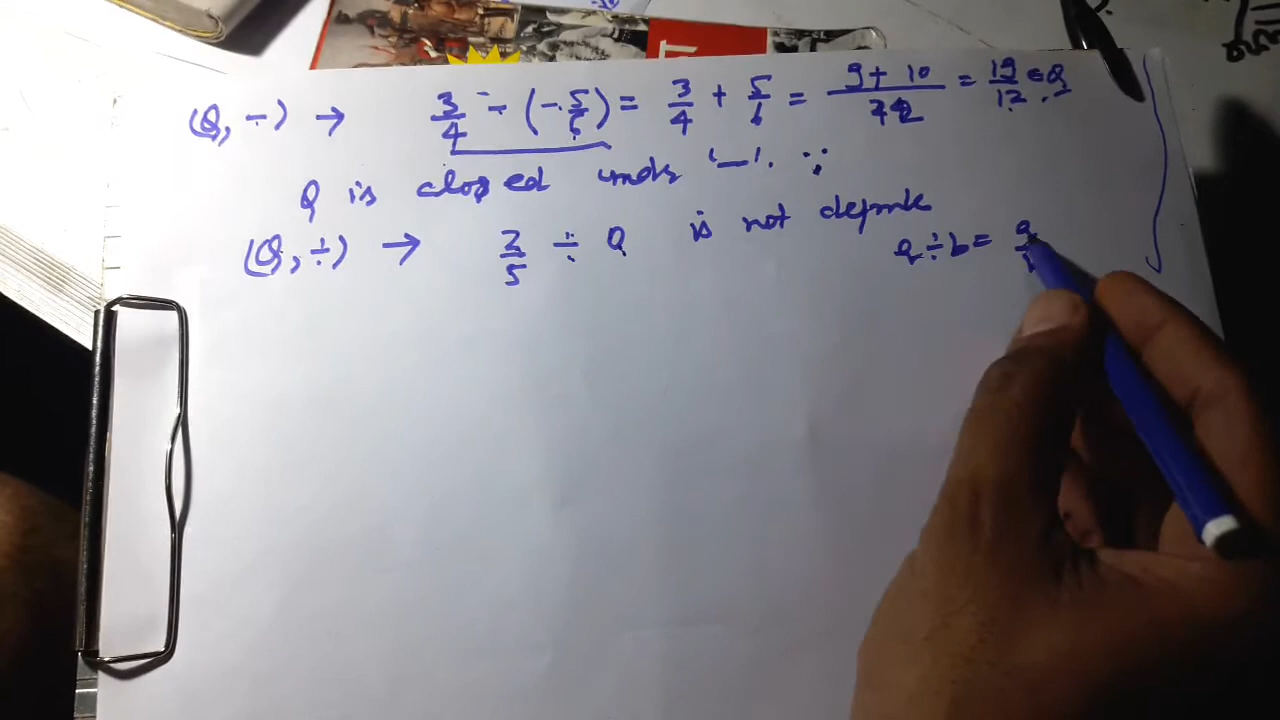 (Q, -) → 3/4 - (-5/6) = 3/4 + 5/6 = 9+10/12 = 19/12 ∈ Q
Q is closed under '—'. ∵
(Q, ÷) → 2/5 ÷ 0 is not define
a ÷ b = a